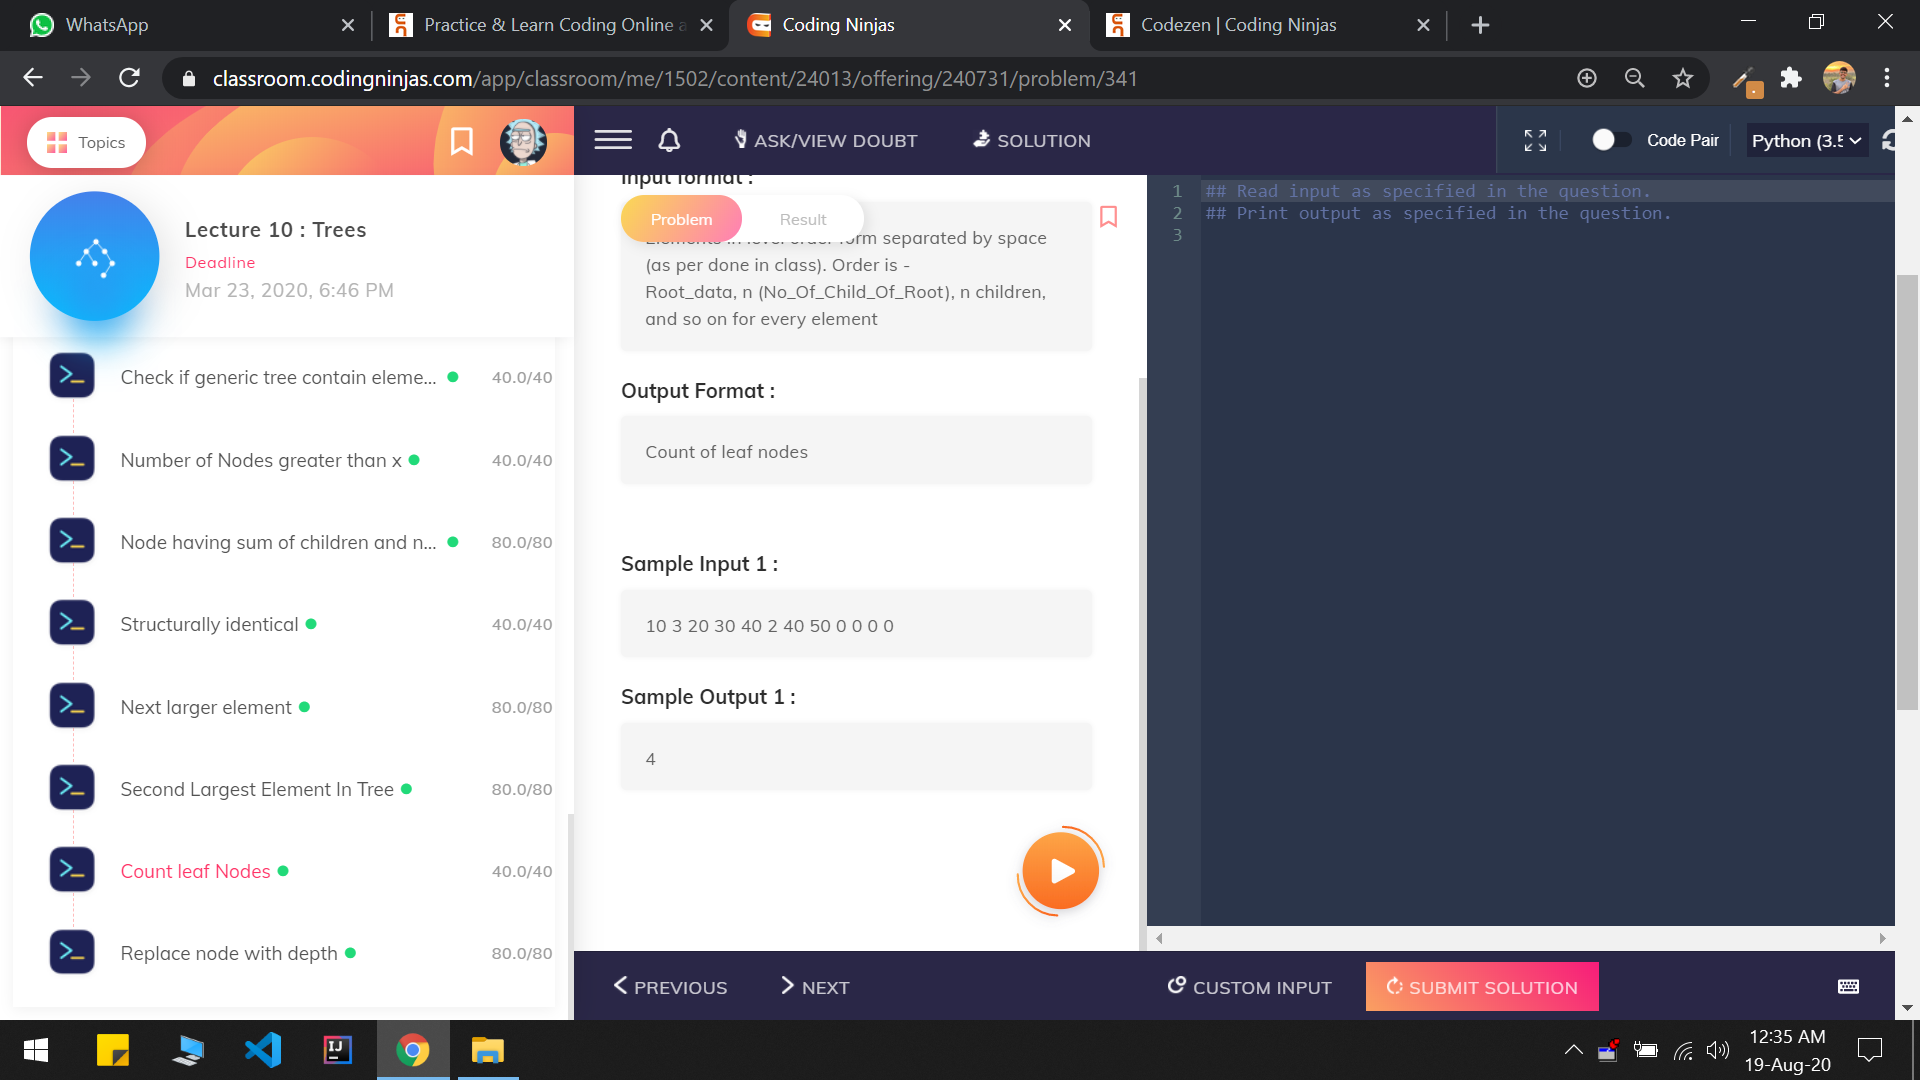 WhatsApp
Practice & Learn Coding Online a
Coding Ninjas
Codezen | Coding Ninjas
classroom.codingninjas.com/app/classroom/me/1502/content/24013/offering/240731/problem/341
Topics
ASK/VIEW DOUBT
SOLUTION
Code Pair
Python (3.5
Lecture 10 : Trees
Deadline
Mar 23, 2020, 6:46 PM
Check if generic tree contain eleme... 40.0/40
Number of Nodes greater than x 40.0/40
Node having sum of children and n... 80.0/80
Structurally identical 40.0/40
Next larger element 80.0/80
Second Largest Element In Tree 80.0/80
Count leaf Nodes 40.0/40
Replace node with depth 80.0/80
Input format :
Problem
Result
Elements in level order form separated by space
(as per done in class). Order is -
Root_data, n (No_Of_Child_Of_Root), n children,
and so on for every element
Output Format :
Count of leaf nodes
Sample Input 1 :
10 3 20 30 40 2 40 50 0 0 0 0
Sample Output 1 :
4
1 ## Read input as specified in the question.
2 ## Print output as specified in the question.
3
PREVIOUS
NEXT
CUSTOM INPUT
SUBMIT SOLUTION
IJ
12:35 AM
19-Aug-20